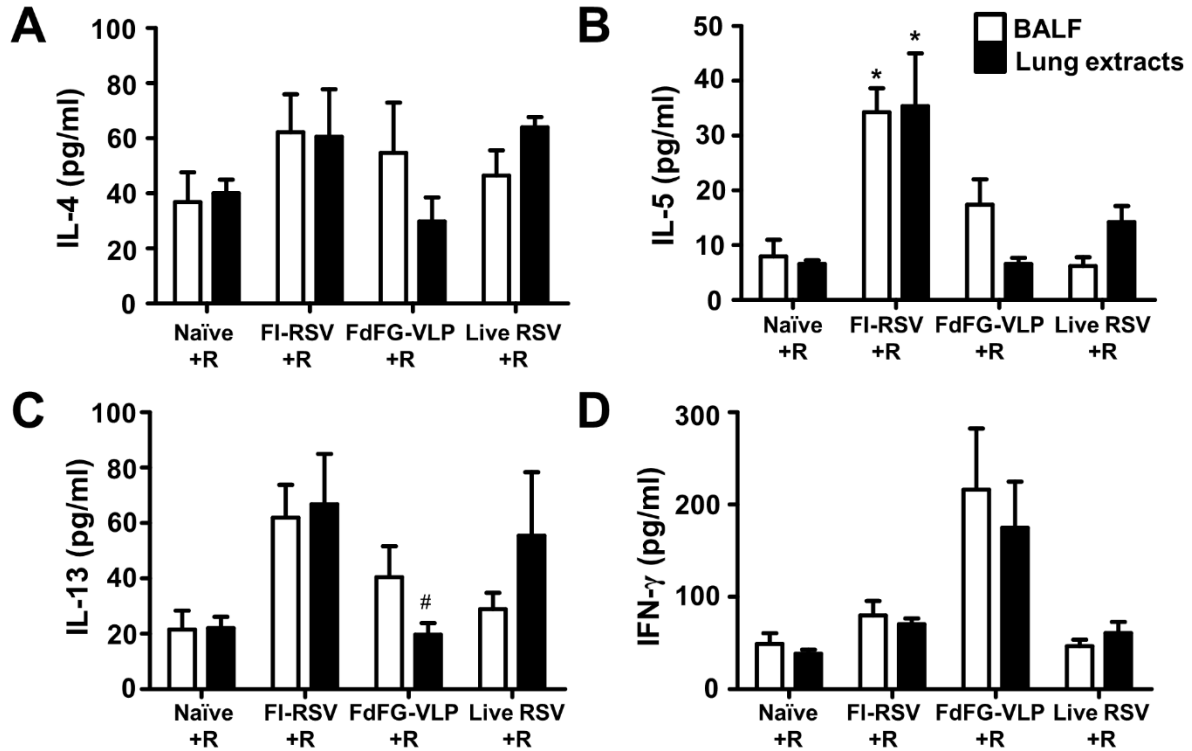 A
IL-4 (pg/ml)
100
80
60
40
20
0
Naïve FI-RSV FdFG-VLP Live RSV
+R +R +R +R
B
BALF
Lung extracts
IL-5 (pg/ml)
50
40
30
20
10
0
* *
Naïve FI-RSV FdFG-VLP Live RSV
+R +R +R +R
C
IL-13 (pg/ml)
100
80
60
40
20
0
#
Naïve FI-RSV FdFG-VLP Live RSV
+R +R +R +R
D
IFN-γ (pg/ml)
300
200
100
0
Naïve FI-RSV FdFG-VLP Live RSV
+R +R +R +R